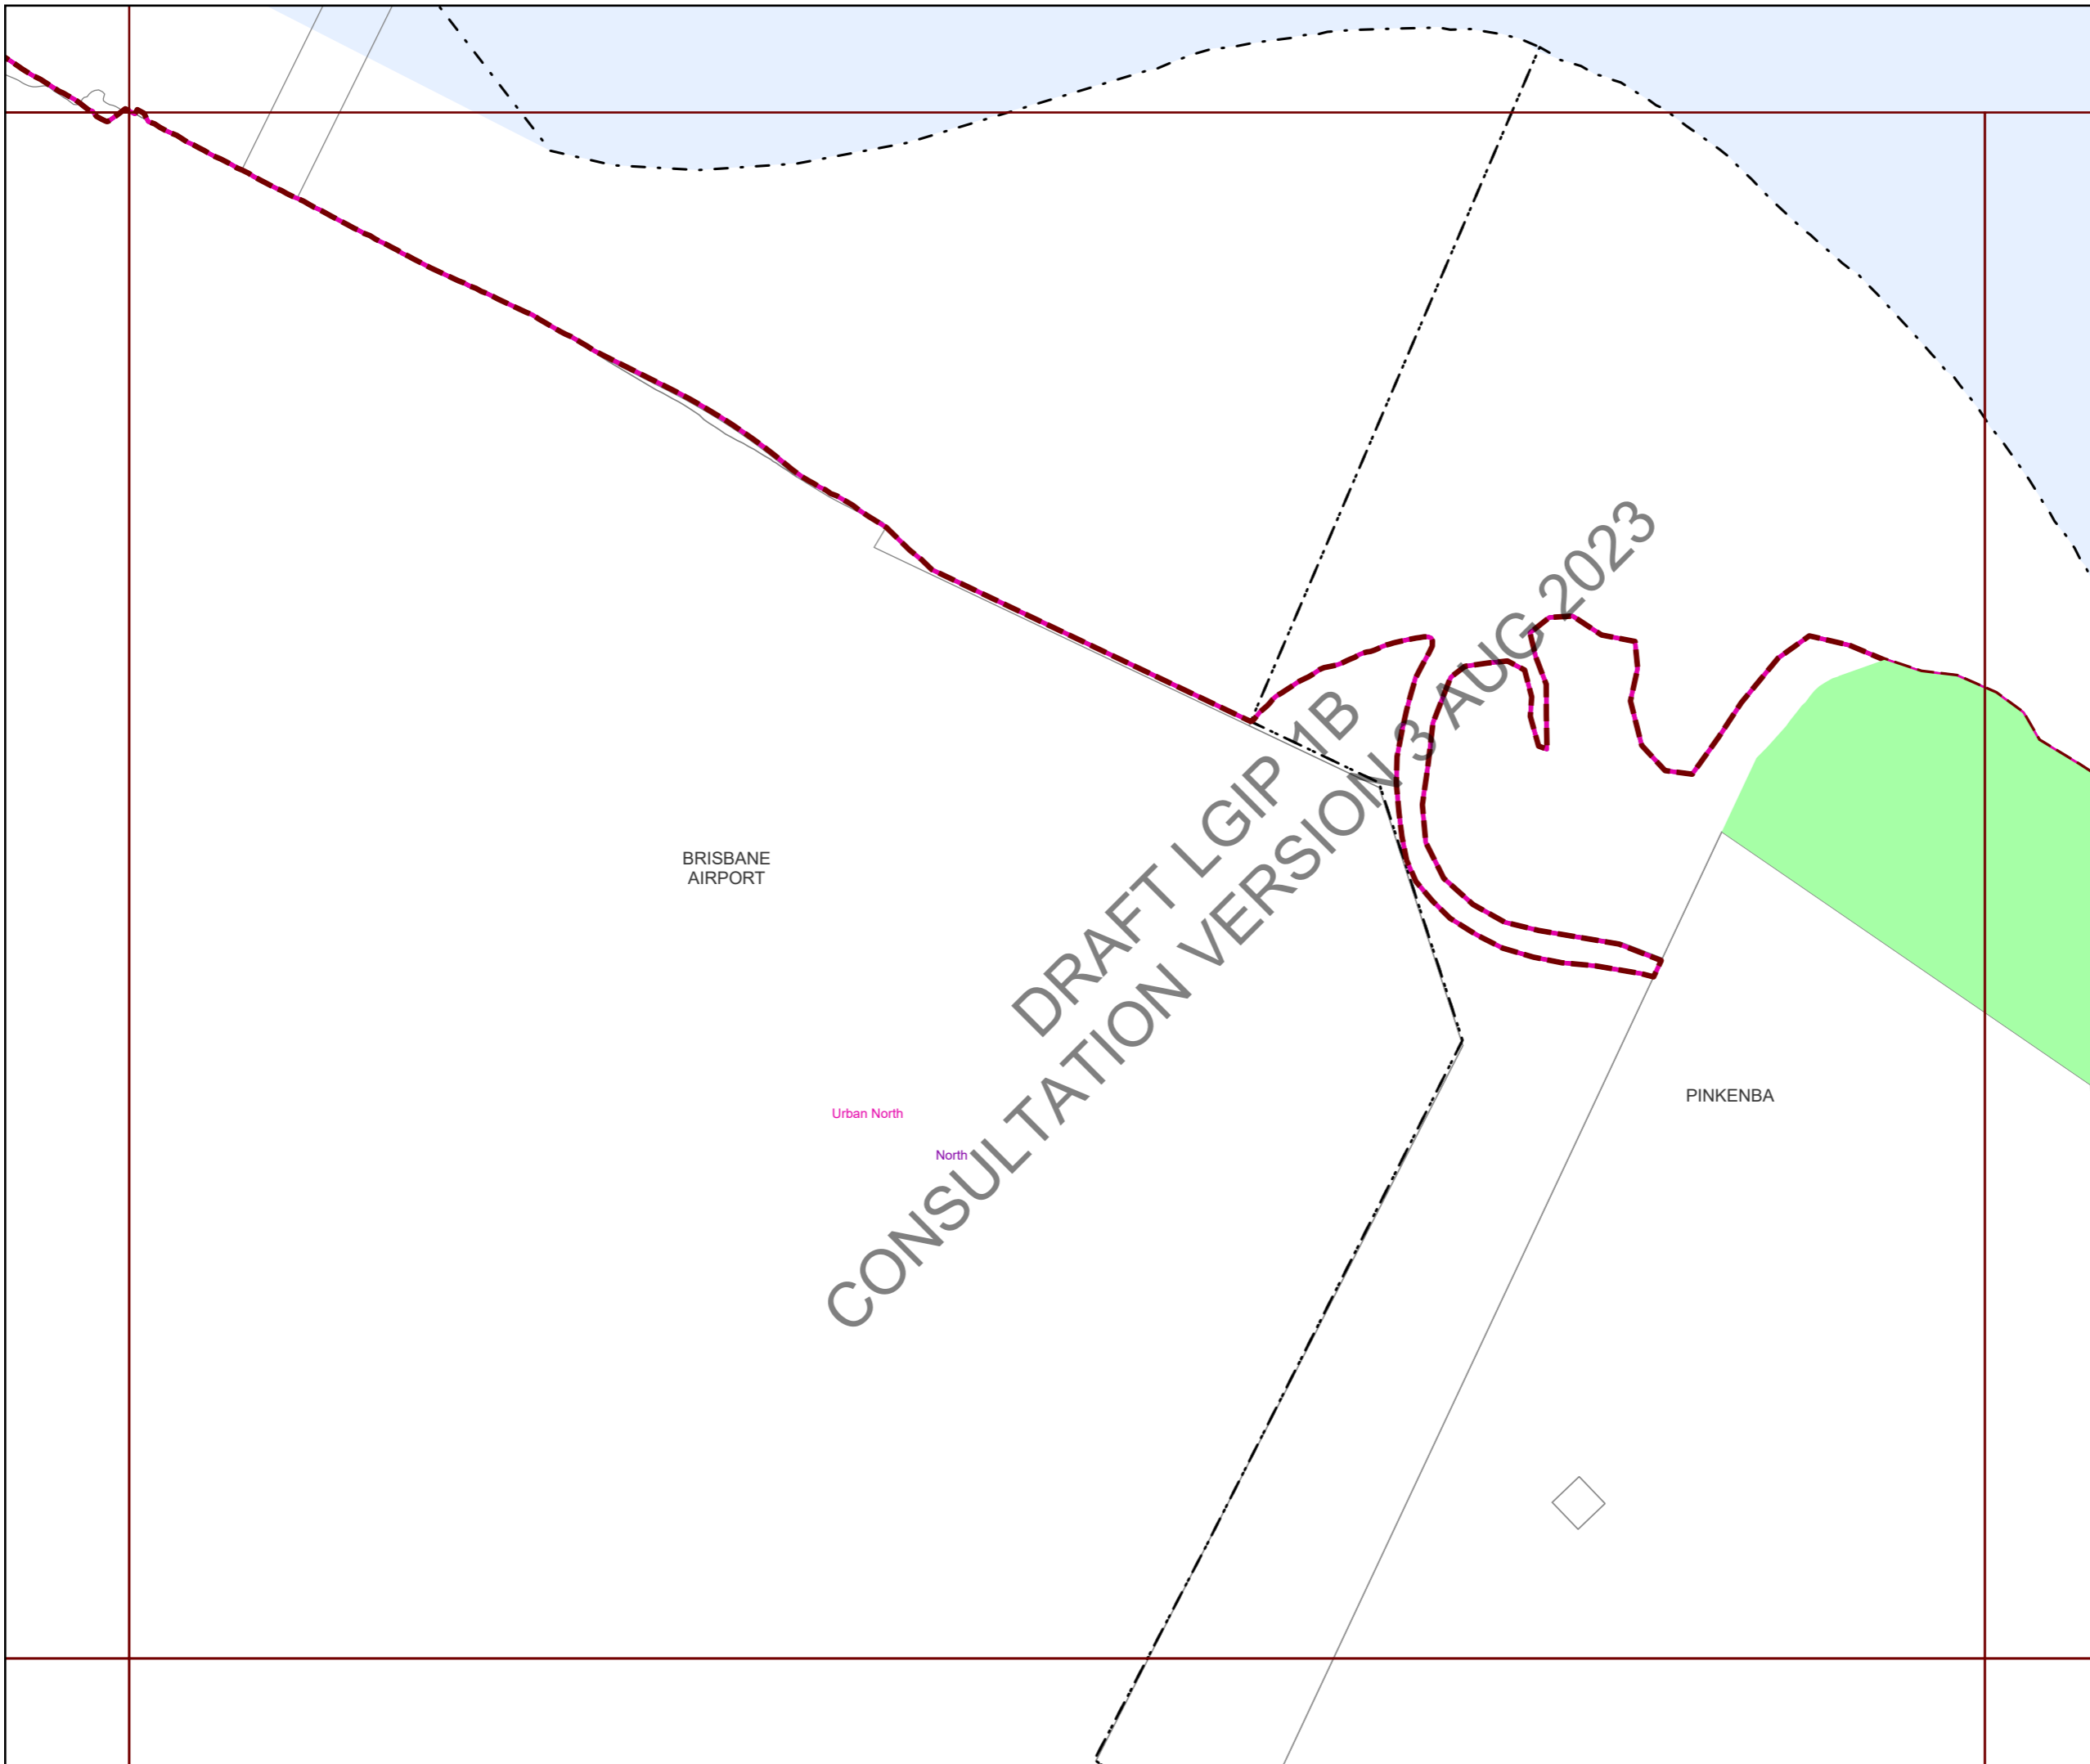 BRISBANE
AIRPORT
DRAFT LGIP 1B
CONSULTATION VERSION 3 AUG 2023
PINKENBA
Urban North
North